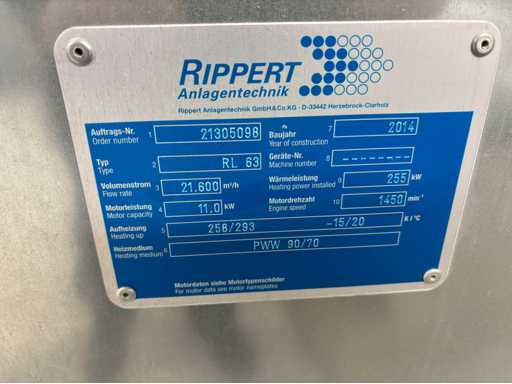 RIPPERT
Anlagentechnik
Rippert Anlagentechnik GmbH & Co. KG · D-33442 Herzebrock-Clarholz
Auftrags-Nr. 1 21305098
Order number
Baujahr 7 2014
Year of construction
Typ 2 RL 63
Type
Geräte-Nr. 8 -------
Machine number
Volumenstrom 3 21.600 m³/h
Flow rate
Wärmeleistung 9 255 kW
Heating power installed
Motorleistung 4 11.0 kW
Motor capacity
Motordrehzahl 10 1450 min⁻¹
Engine speed
Aufheizung 5 258/293 -15/20 K / °C
Heating up
Heizmedium 6 PWW 90/70
Heating medium
Motordaten siehe Motortypenschilder
For motor data see motor nameplates